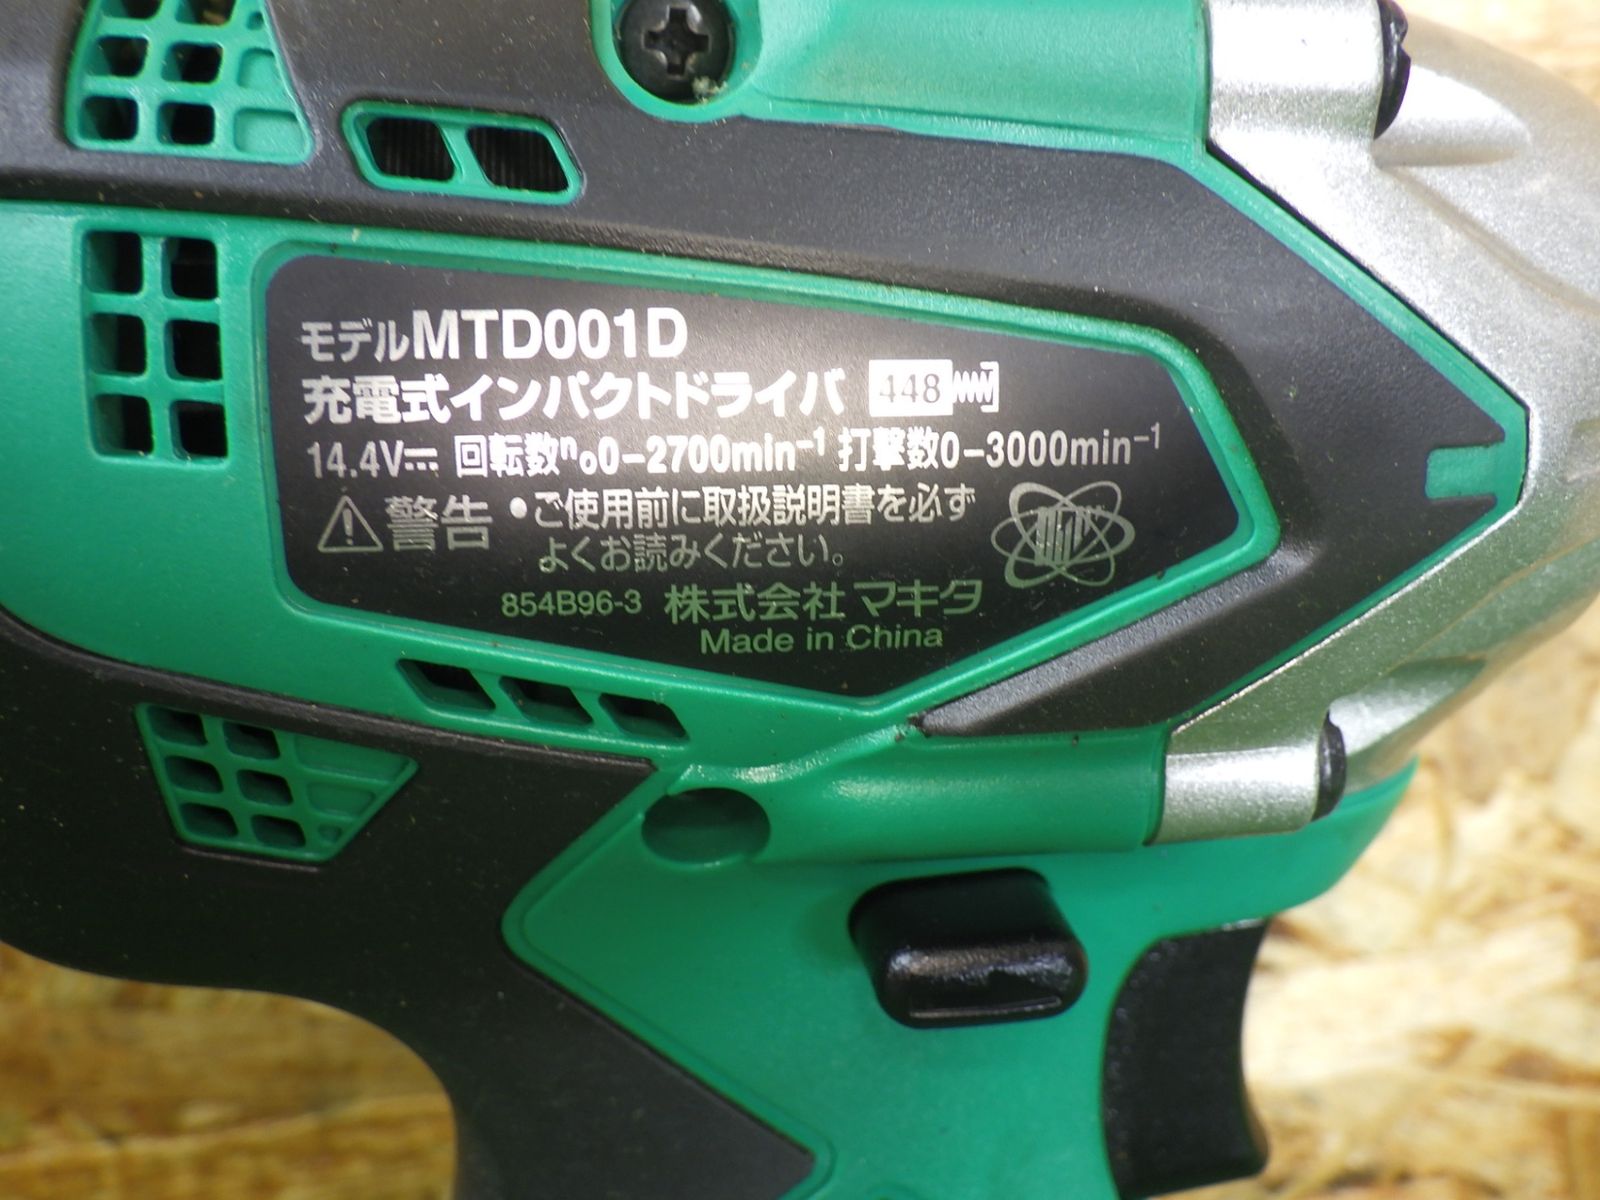 モデルMTD001D
充電式インパクトドライバ 448
14.4V⎓ 回転数n₀0-2700min⁻¹ 打撃数0-3000min⁻¹
⚠警告 •ご使用前に取扱説明書を必ず
よくお読みください。
854B96-3 株式会社 マキタ
Made in China